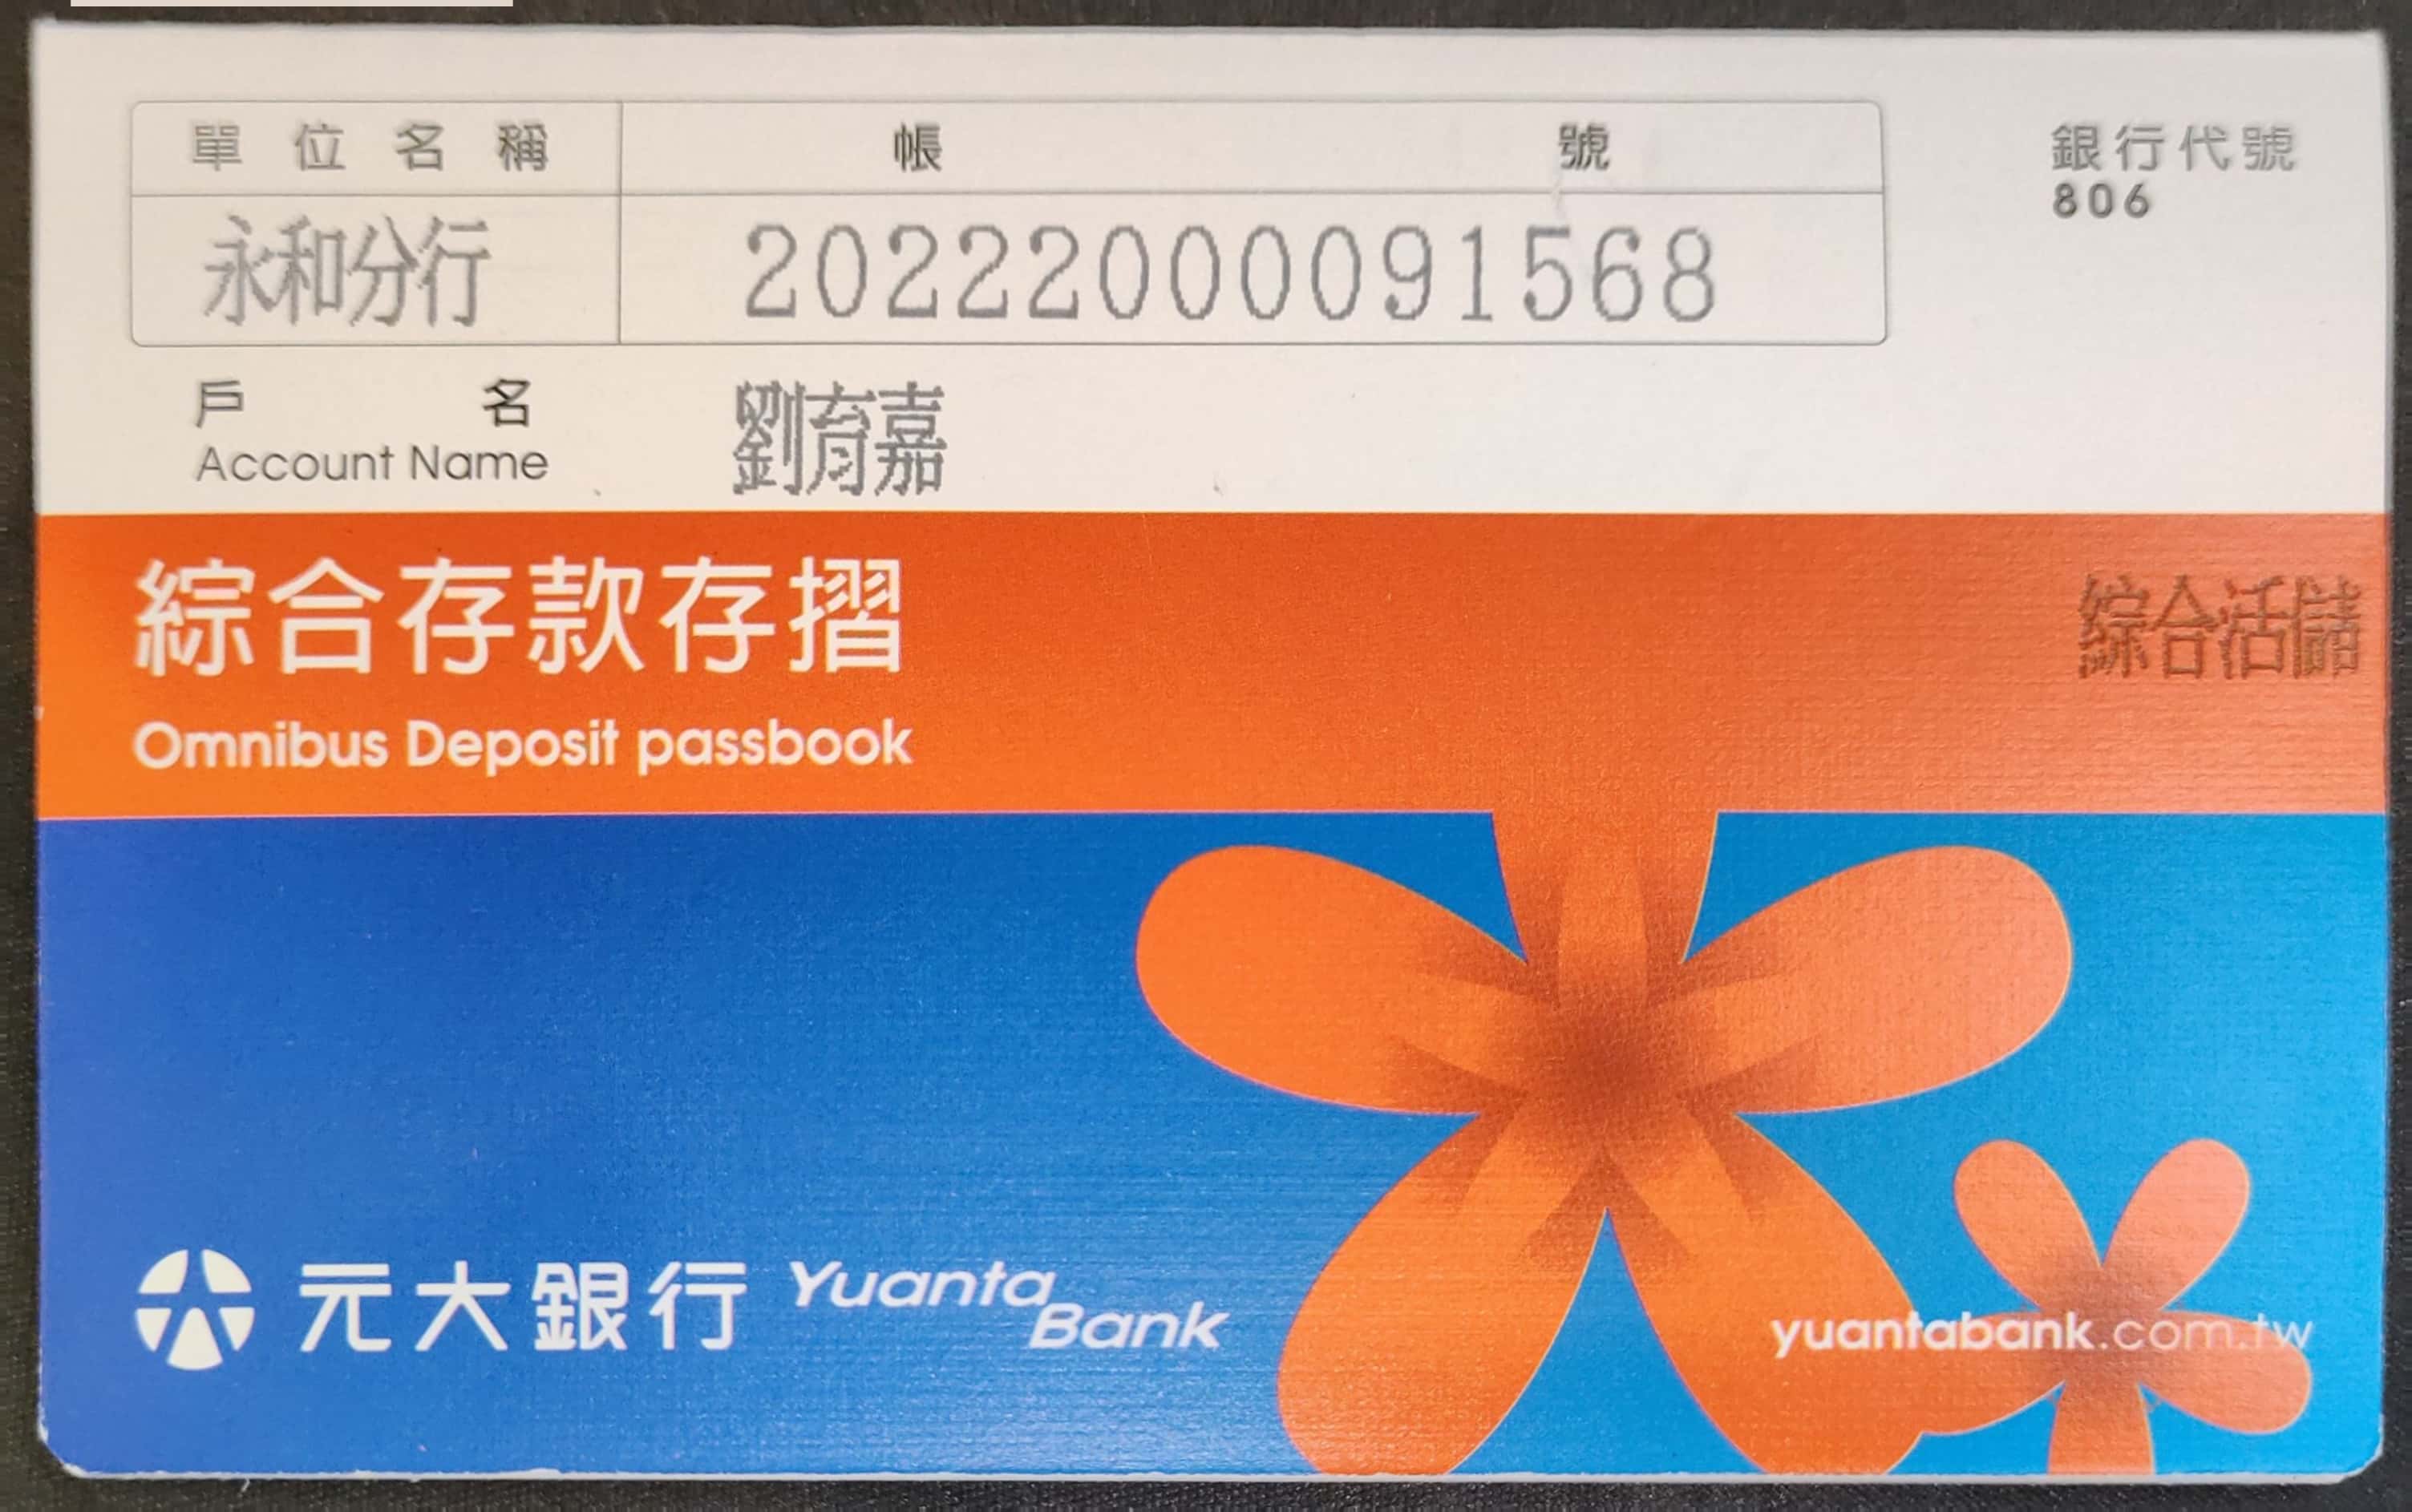 單位名稱 帳號 銀行代號
806
永和分行 20222000091568
戶名 劉育嘉
Account Name
綜合存款存摺 綜合活儲
Omnibus Deposit passbook
元大銀行 Yuanta Bank
yuantabank.com.tw